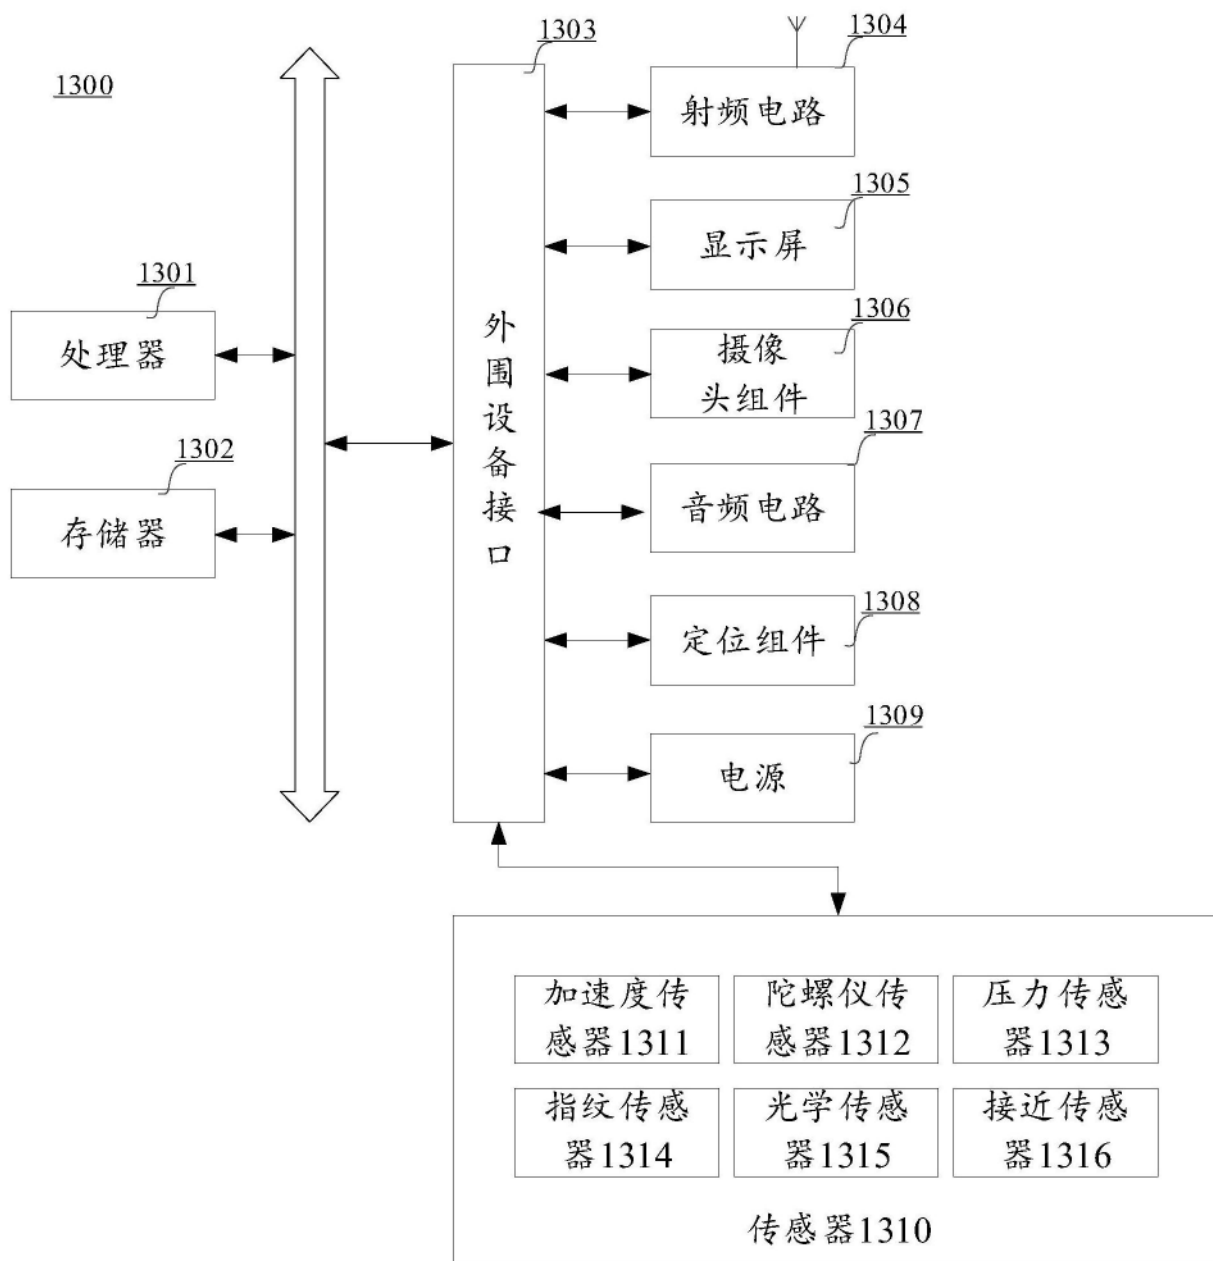 1300
1303
1304
射频电路
1305
显示屏
1301
处理器
1306
摄像
头组件
外
围
设
备
接
口
1302
存储器
1307
音频电路
1308
定位组件
1309
电源
加速度传
感器1311
陀螺仪传
感器1312
压力传感
器1313
指纹传感
器1314
光学传感
器1315
接近传感
器1316
传感器1310